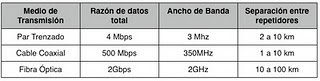 Medio de Transmisión | Razón de datos total | Ancho de Banda | Separación entre repetidores
Par Trenzado | 4 Mbps | 3 Mhz | 2 a 10 km
Cable Coaxial | 500 Mbps | 350MHz | 1 a 10 km
Fibra Óptica | 2Gbps | 2GHz | 10 a 100 km